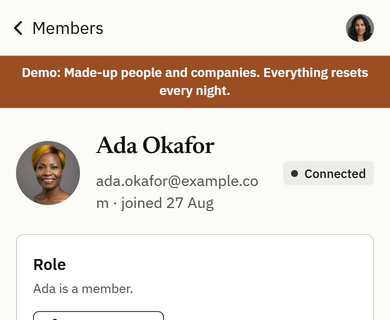 Members
Demo: Made-up people and companies. Everything resets
every night.
Ada Okafor
ada.okafor@example.co
m · joined 27 Aug
Connected
Role
Ada is a member.